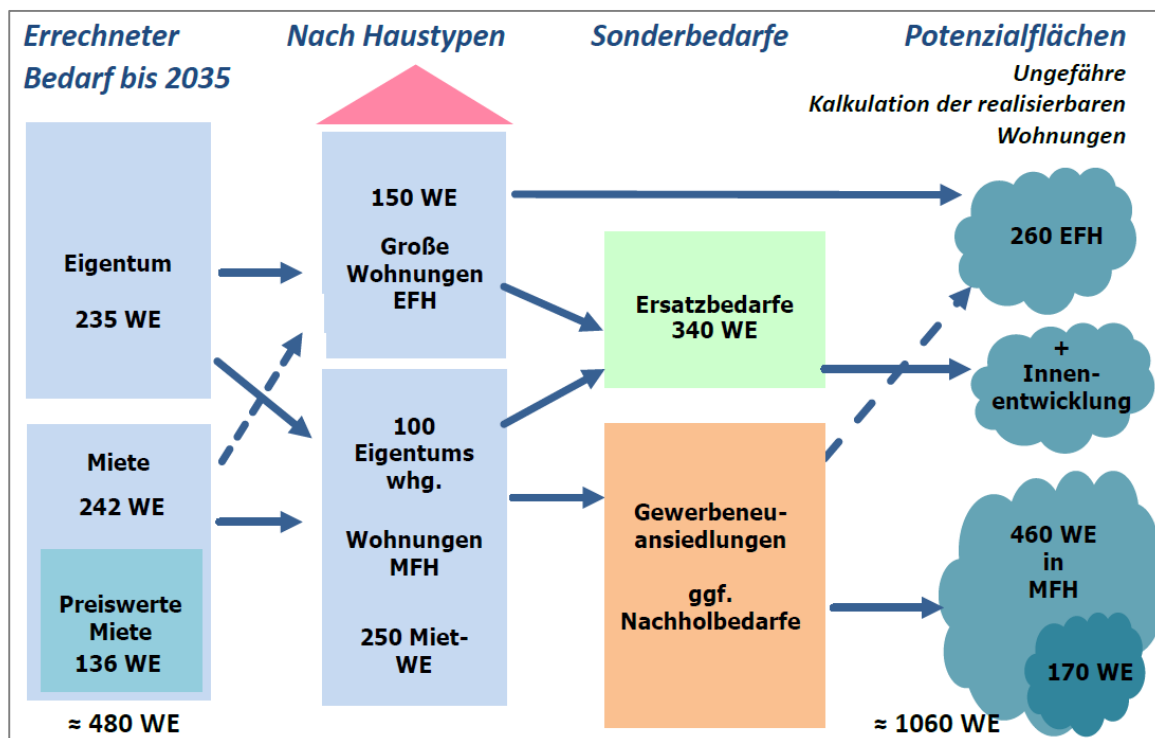 Errechneter
Bedarf bis 2035
Nach Haustypen
Sonderbedarfe
Potenzialflächen
Ungefähre
Kalkulation der realisierbaren
Wohnungen
Eigentum
235 WE
Miete
242 WE
Preiswerte
Miete
136 WE
≈ 480 WE
150 WE
Große
Wohnungen
EFH
100
Eigentums
whg.
Wohnungen
MFH
250 Miet-
WE
Ersatzbedarfe
340 WE
Gewerbeneu-
ansiedlungen
ggf.
Nachholbedarfe
260 EFH
+
Innen-
entwicklung
460 WE
in
MFH
170 WE
≈ 1060 WE